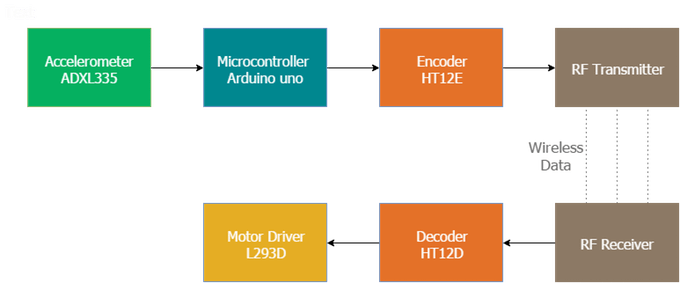 Accelerometer
ADXL335
Microcontroller
Arduino uno
Encoder
HT12E
RF Transmitter
Wireless
Data
Motor Driver
L293D
Decoder
HT12D
RF Receiver